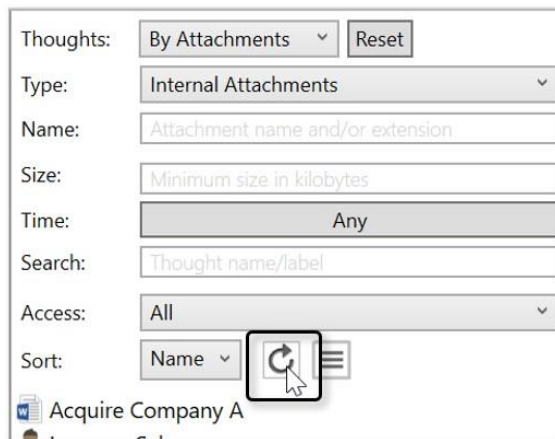 Thoughts: By Attachments Reset
Type: Internal Attachments
Name: Attachment name and/or extension
Size: Minimum size in kilobytes
Time: Any
Search: Thought name/label
Access: All
Sort: Name
Acquire Company A